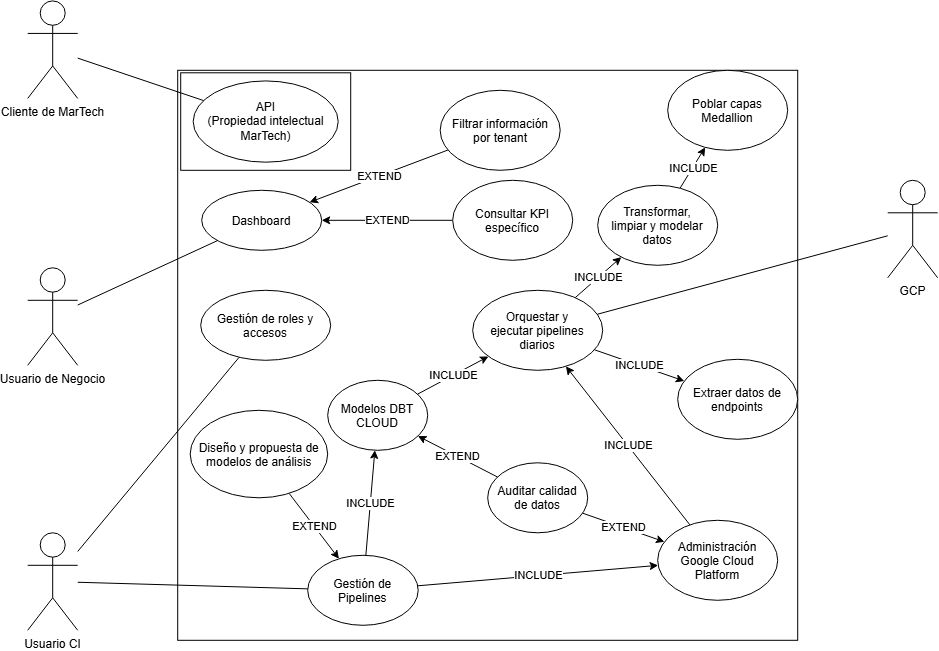 Cliente de MarTech
API
(Propiedad intelectual
MarTech)
Filtrar información
por tenant
Poblar capas
Medallion
EXTEND
INCLUDE
Dashboard
EXTEND
Consultar KPI
específico
Transformar,
limpiar y modelar
datos
GCP
INCLUDE
Usuario de Negocio
Gestión de roles y
accesos
Orquestar y
ejecutar pipelines
diarios
INCLUDE
INCLUDE
Extraer datos de
endpoints
Modelos DBT
CLOUD
Diseño y propuesta de
modelos de análisis
EXTEND
INCLUDE
Auditar calidad
de datos
INCLUDE
EXTEND
EXTEND
Administración
Google Cloud
Platform
INCLUDE
Gestión de
Pipelines
Usuario CI